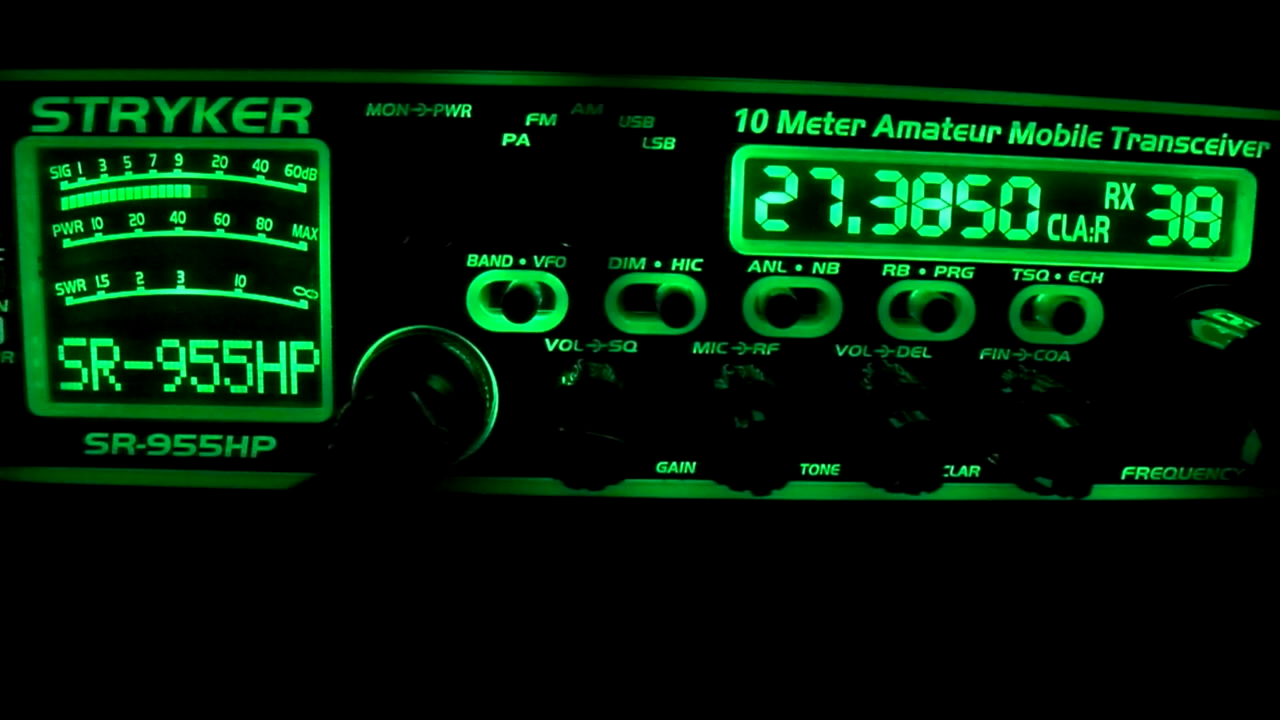 STRYKER
SIG 1 3 5 7 9 20 40 60dB
PWR 10 20 40 60 80 MAX
SWR 1.5 2 3 10 ∞
SR-955HP
SR-955HP
MON PWR
PA FM AM USB LSB
10 Meter Amateur Mobile Transceiver
27.3850 CLA:R RX 38
BAND • VFO DIM • HIC ANL • NB RB • PRG TSQ • ECH
VOL SQ MIC RF VOL DEL FIN COA
GAIN TONE CLAR FREQUENCY